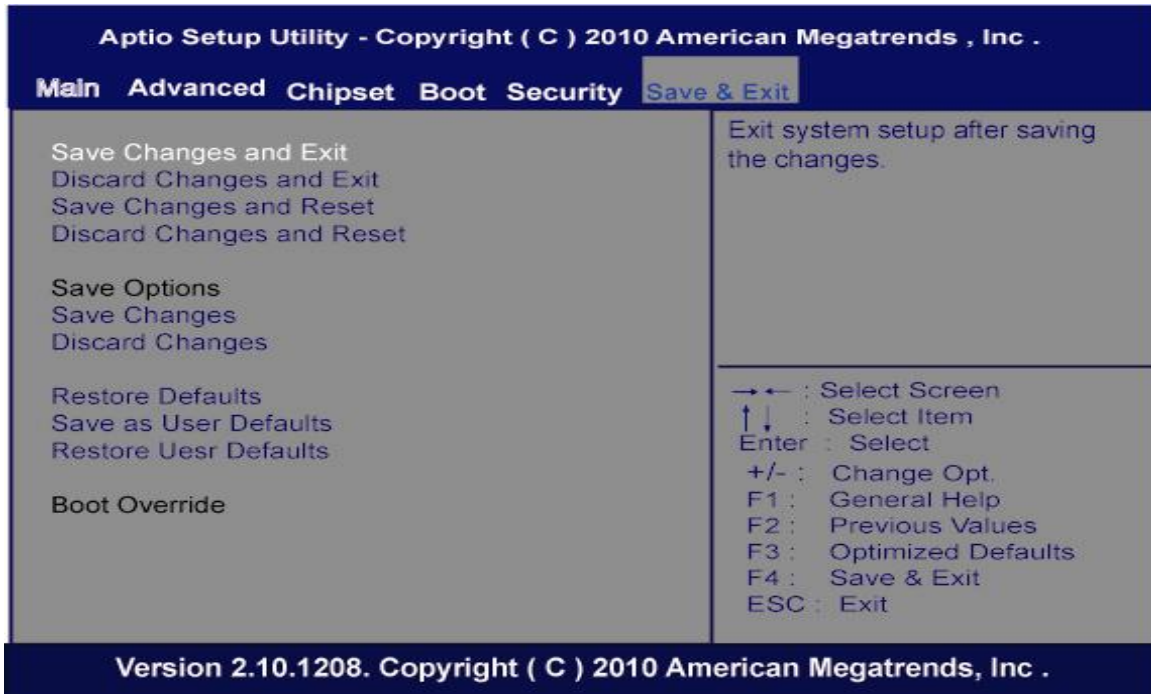 Aptio Setup Utility - Copyright ( C ) 2010 American Megatrends , Inc .
Main Advanced Chipset Boot Security Save & Exit
Save Changes and Exit
Discard Changes and Exit
Save Changes and Reset
Discard Changes and Reset
Save Options
Save Changes
Discard Changes
Restore Defaults
Save as User Defaults
Restore Uesr Defaults
Boot Override
Exit system setup after saving
the changes.
→← : Select Screen
↑↓ : Select Item
Enter : Select
+/- : Change Opt.
F1 : General Help
F2 : Previous Values
F3 : Optimized Defaults
F4 : Save & Exit
ESC : Exit
Version 2.10.1208. Copyright ( C ) 2010 American Megatrends, Inc .